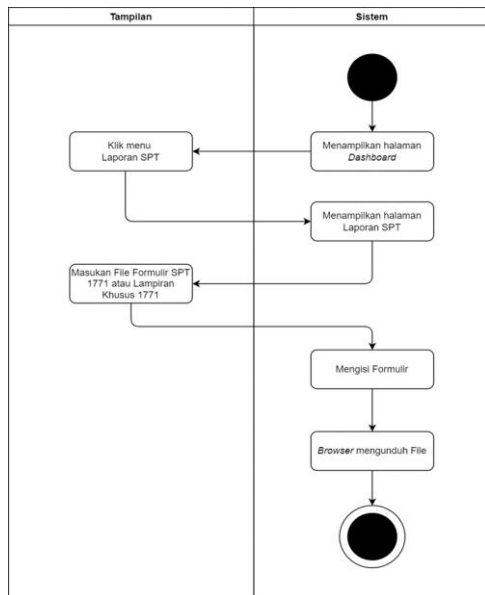 Tampilan
Sistem
Menampilkan halaman
Dashboard
Klik menu
Laporan SPT
Menampilkan halaman
Laporan SPT
Masukan File Formulir SPT
1771 atau Lampiran
Khusus 1771
Mengisi Formulir
Browser mengunduh File